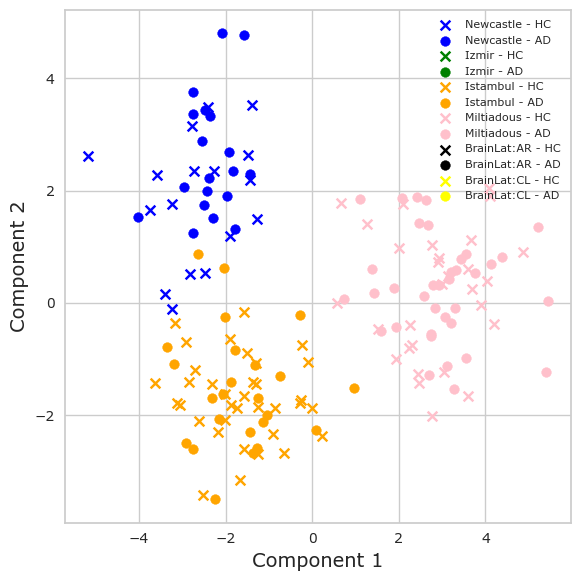 Newcastle - HC
Newcastle - AD
Izmir - HC
Izmir - AD
Istambul - HC
Istambul - AD
Miltiadous - HC
Miltiadous - AD
BrainLat:AR - HC
BrainLat:AR - AD
BrainLat:CL - HC
BrainLat:CL - AD
4
2
0
−2
Component 2
−4 −2 0 2 4
Component 1